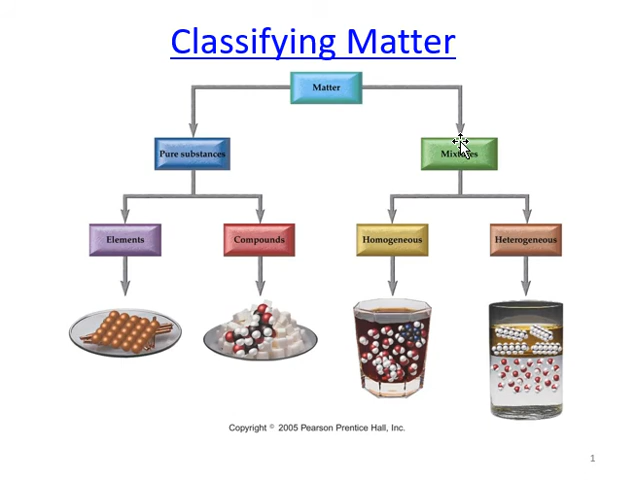 Classifying Matter
Matter
Pure substances
Mixtures
Elements
Compounds
Homogeneous
Heterogeneous
Copyright © 2005 Pearson Prentice Hall, Inc.
1